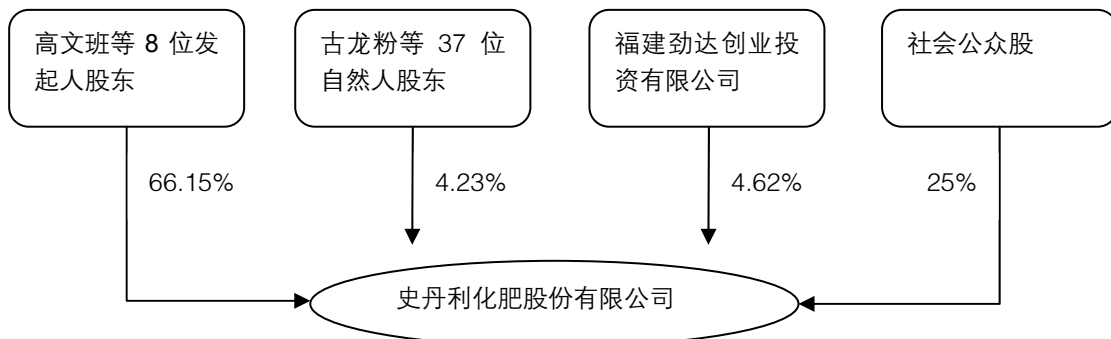 高文班等 8 位发
起人股东
古龙粉等 37 位
自然人股东
福建劲达创业投
资有限公司
社会公众股
66.15%
4.23%
4.62%
25%
史丹利化肥股份有限公司